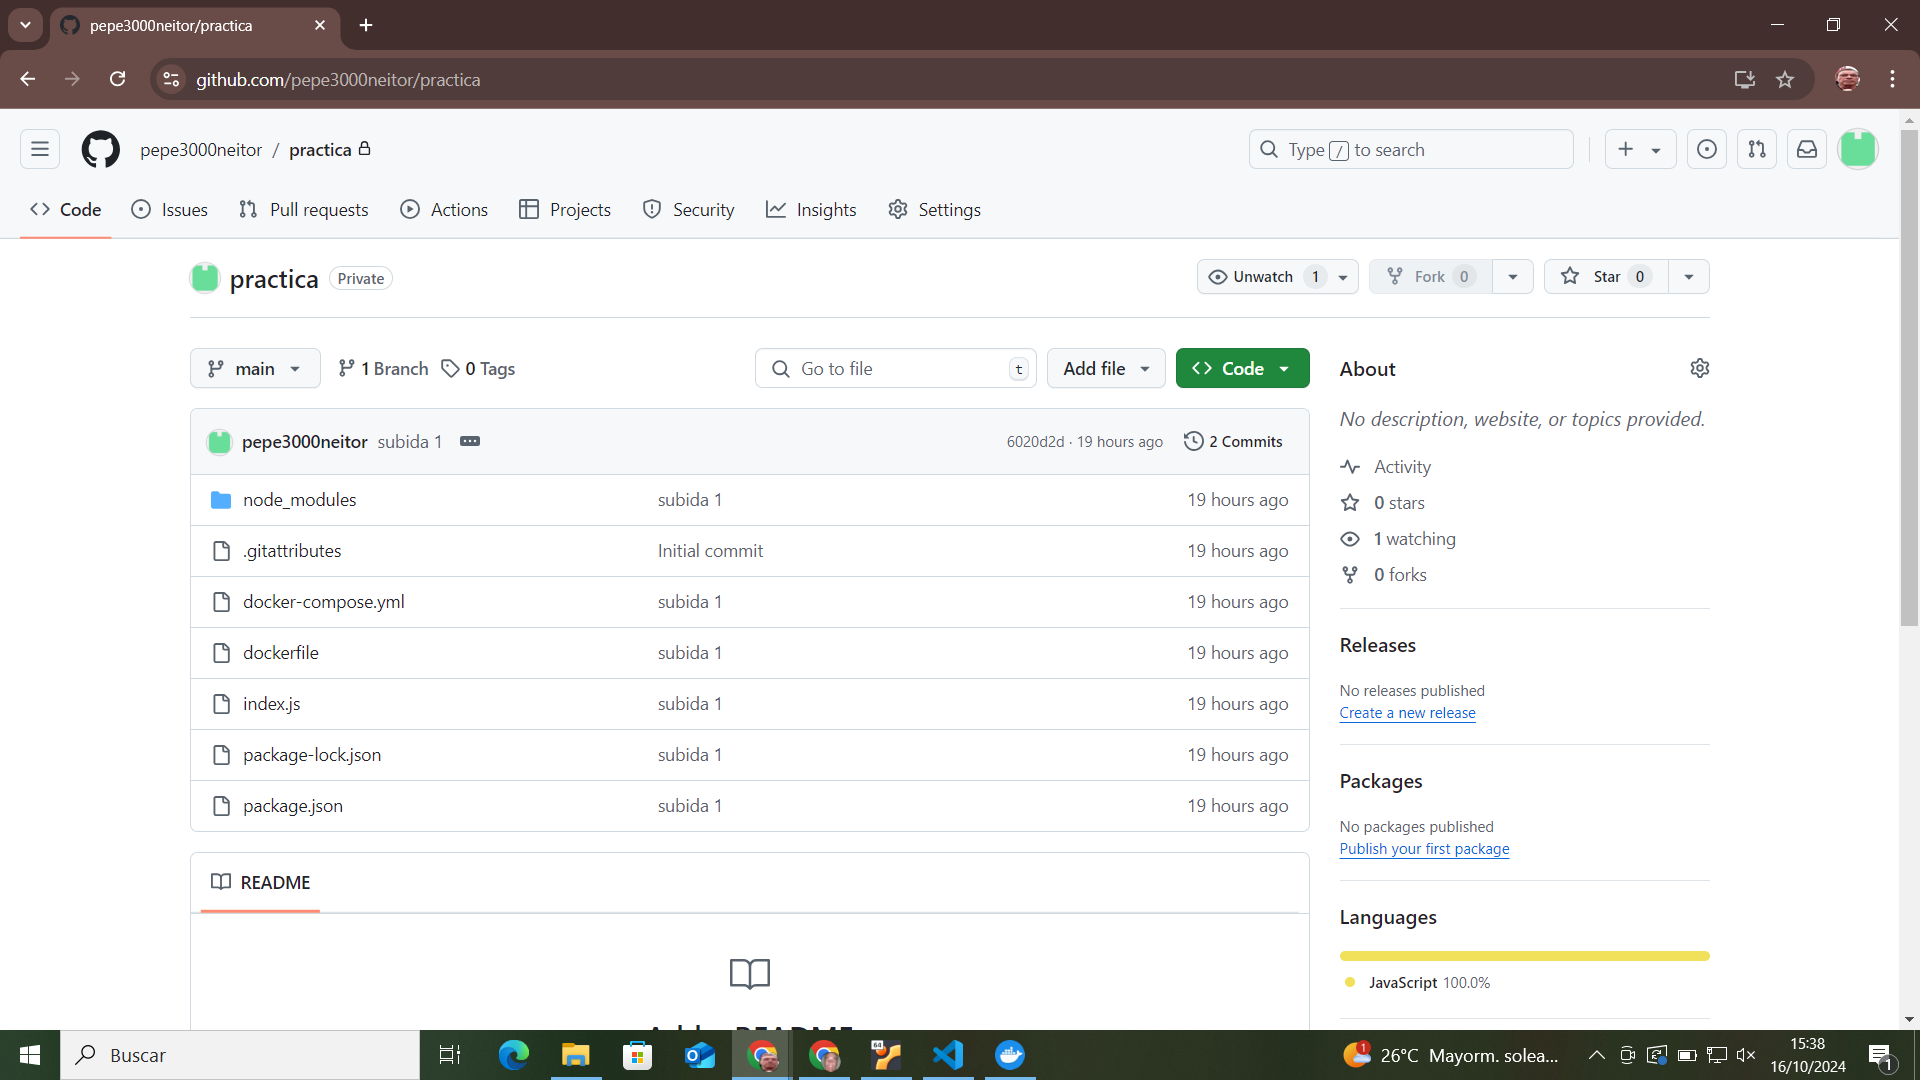 pepe3000neitor/practica
github.com/pepe3000neitor/practica
pepe3000neitor / practica
Type / to search
Code Issues Pull requests Actions Projects Security Insights Settings
practica Private
Unwatch 1 Fork 0 Star 0
main 1 Branch 0 Tags
Go to file t Add file Code
pepe3000neitor subida 1 6020d2d · 19 hours ago 2 Commits
node_modules subida 1 19 hours ago
.gitattributes Initial commit 19 hours ago
docker-compose.yml subida 1 19 hours ago
dockerfile subida 1 19 hours ago
index.js subida 1 19 hours ago
package-lock.json subida 1 19 hours ago
package.json subida 1 19 hours ago
README
About
No description, website, or topics provided.
Activity
0 stars
1 watching
0 forks
Releases
No releases published
Create a new release
Packages
No packages published
Publish your first package
Languages
JavaScript 100.0%
Buscar
64
1
26°C Mayorm. solea...
15:38
16/10/2024
1